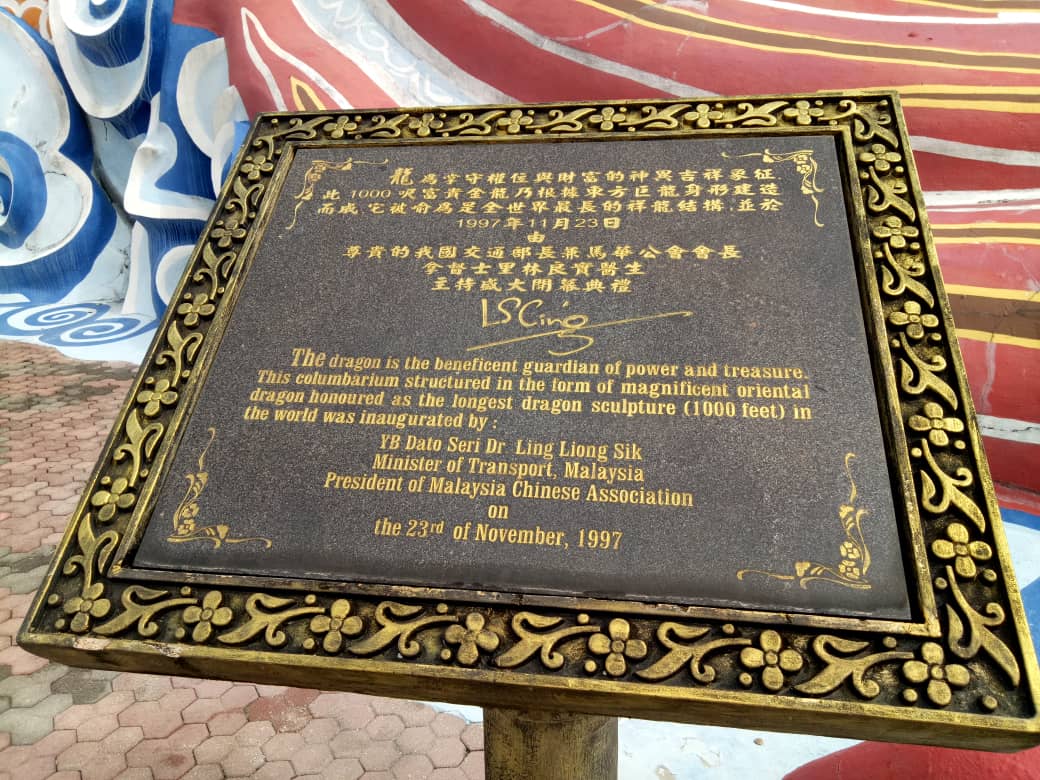 龍為掌守權位與財富的神異吉祥象征
此1000呎富貴金龍乃根據東方巨龍身形建造
而成,它被俞為是全世界最長的祥龍結構,並於
1997年11月23日
由
尊貴的我國交通部長兼馬華公會會長
拿督士里林良實醫生
主持盛大開幕典禮
LSLing
The dragon is the beneficent guardian of power and treasure.
This columbarium structured in the form of magnificent oriental
dragon honoured as the longest dragon sculpture (1000 feet) in
the world was inaugurated by :
YB Dato Seri Dr Ling Liong Sik
Minister of Transport, Malaysia
President of Malaysia Chinese Association
on
the 23rd of November, 1997